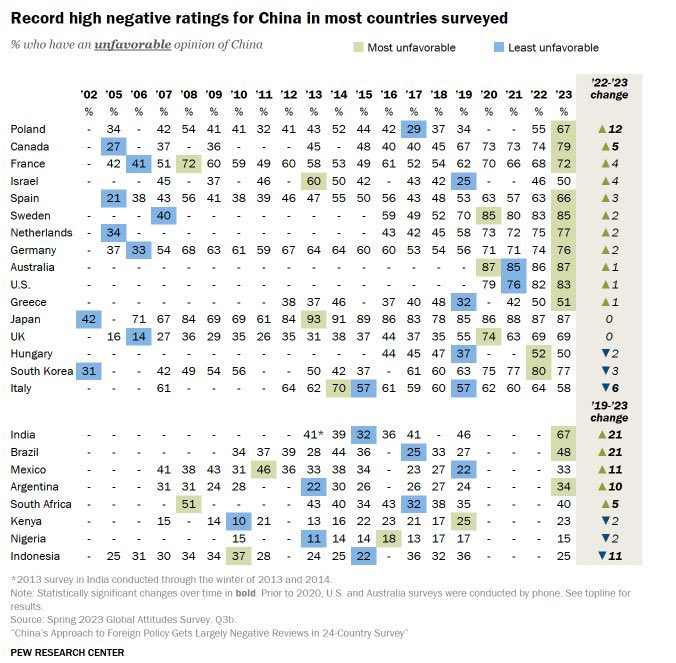 Record high negative ratings for China in most countries surveyed
% who have an unfavorable opinion of China
Most unfavorable Least unfavorable
'22-'23
'02 '05 '06 '07 '08 '09 '10 '11 '12 '13 '14 '15 '16 '17 '18 '19 '20 '21 '22 '23 change
% % % % % % % % % % % % % % % % % % % %
Poland - 34 - 42 54 41 41 32 41 43 52 44 42 29 37 34 - - 55 67 ▲12
Canada - 27 - 37 - 36 - - - 45 - 48 40 40 45 67 73 73 74 79 ▲5
France - 42 41 51 72 60 59 49 60 58 53 49 61 52 54 62 70 66 68 72 ▲4
Israel - - - 45 - 37 - 46 - 60 50 42 - 43 42 25 - - 46 50 ▲4
Spain - 21 38 43 56 41 38 39 46 47 55 50 56 43 48 53 63 57 63 66 ▲3
Sweden - - - 40 - - - - - - - - 59 49 52 70 85 80 83 85 ▲2
Netherlands - 34 - - - - - - - - - - 43 42 45 58 73 72 75 77 ▲2
Germany - 37 33 54 68 63 61 59 67 64 64 60 60 53 54 56 71 71 74 76 ▲2
Australia - - - - - - - - - - - - - - - - 87 85 86 87 ▲1
U.S. - - - - - - - - - - - - - - - - 79 76 82 83 ▲1
Greece - - - - - - - - 38 37 46 - 37 40 48 32 - 42 50 51 ▲1
Japan 42 - 71 67 84 69 69 61 84 93 91 89 86 83 78 85 86 88 87 87 0
UK - 16 14 27 36 29 35 26 35 31 38 37 44 37 35 55 74 63 69 69 0
Hungary - - - - - - - - - - - - 44 45 47 37 - - 52 50 ▼2
South Korea 31 - - 42 49 54 56 - - 50 42 37 - 61 60 63 75 77 80 77 ▼3
Italy - - - 61 - - - - 64 62 70 57 61 59 60 57 62 60 64 58 ▼6
'19-'23
change
India - - - - - - - - - 41* 39 32 36 41 - 46 - - - 67 ▲21
Brazil - - - - - - 34 37 39 28 44 36 - 25 33 27 - - - 48 ▲21
Mexico - - - 41 38 43 31 46 36 33 38 34 - 23 27 22 - - - 33 ▲11
Argentina - - - 31 31 24 28 - - 22 30 26 - 26 27 24 - - - 34 ▲10
South Africa - - - - 51 - - - - 43 40 34 43 32 38 35 - - - 40 ▲5
Kenya - - - 15 - 14 10 21 - 13 16 22 23 21 17 25 - - - 23 ▼2
Nigeria - - - - - - 15 - - 11 14 14 18 13 17 17 - - - 15 ▼2
Indonesia - 25 31 30 34 34 37 28 - 24 25 22 - 36 32 36 - - - 25 ▼11
*2013 survey in India conducted through the winter of 2013 and 2014.
Note: Statistically significant changes over time in bold. Prior to 2020, U.S. and Australia surveys were conducted by phone. See topline for
results.
Source: Spring 2023 Global Attitudes Survey. Q3b.
"China's Approach to Foreign Policy Gets Largely Negative Reviews in 24-Country Survey"
PEW RESEARCH CENTER